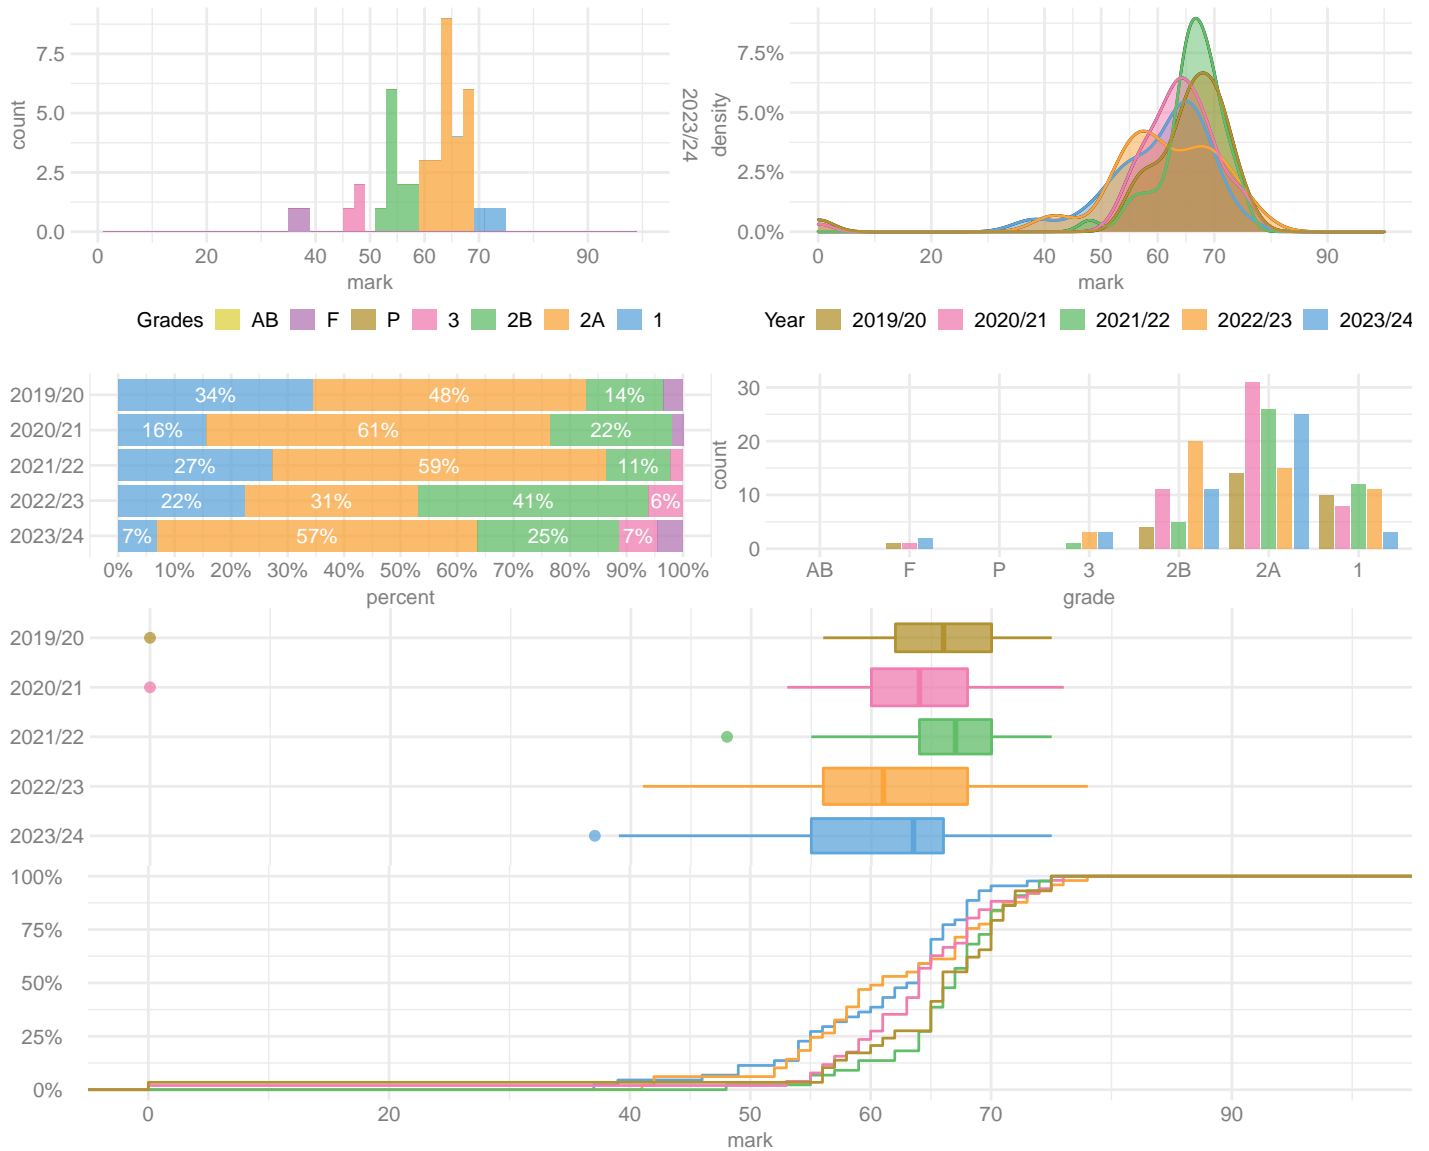 7.5
5.0
2.5
0.0
count
0 20 40 50 60 70 90
mark
2023/24
7.5%
5.0%
2.5%
0.0%
density
0 20 40 50 60 70 90
mark
Grades AB F P 3 2B 2A 1
Year 2019/20 2020/21 2021/22 2022/23 2023/24
2019/20 34% 48% 14%
2020/21 16% 61% 22%
2021/22 27% 59% 11%
2022/23 22% 31% 41% 6%
2023/24 7% 57% 25% 7%
0% 10% 20% 30% 40% 50% 60% 70% 80% 90% 100%
percent
30
20
10
0
count
AB F P 3 2B 2A 1
grade
2019/20
2020/21
2021/22
2022/23
2023/24
100%
75%
50%
25%
0%
0 20 40 50 60 70 90
mark